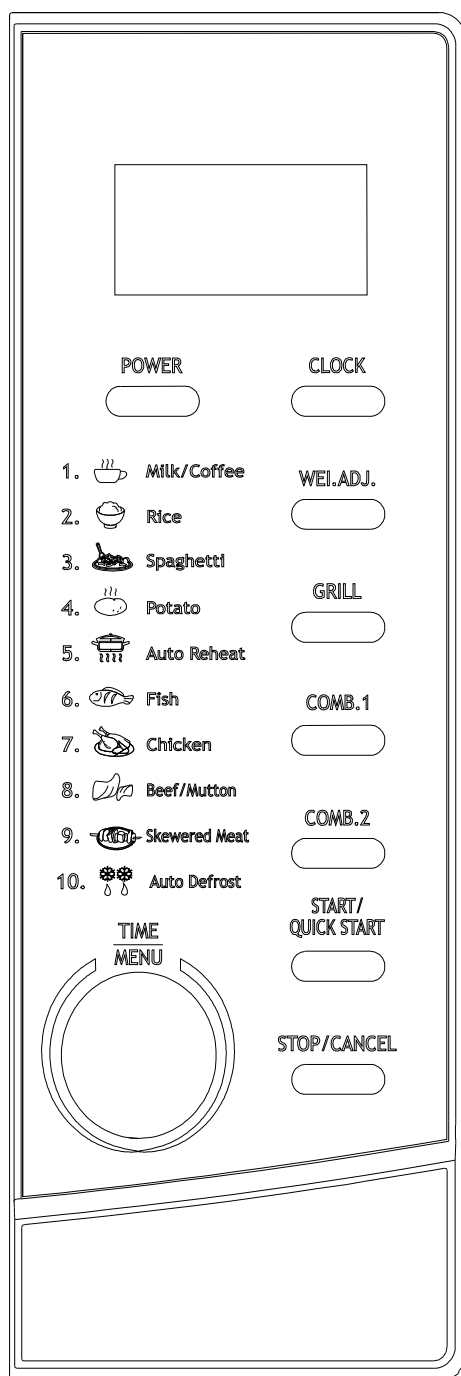 POWER
CLOCK
1. Milk/Coffee
2. Rice
3. Spaghetti
4. Potato
5. Auto Reheat
6. Fish
7. Chicken
8. Beef/Mutton
9. Skewered Meat
10. Auto Defrost
WEI.ADJ.
GRILL
COMB.1
COMB.2
START/
QUICK START
TIME
MENU
STOP/CANCEL